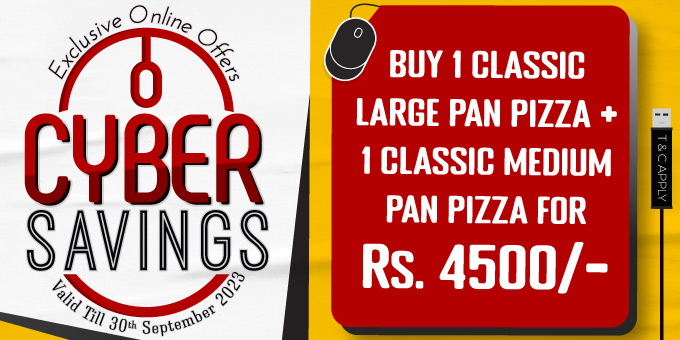 Exclusive Online Offers
CYBER
SAVINGS
Valid Till 30th September 2023
BUY 1 CLASSIC
LARGE PAN PIZZA +
1 CLASSIC MEDIUM
PAN PIZZA FOR
Rs. 4500/-
T & C APPLY